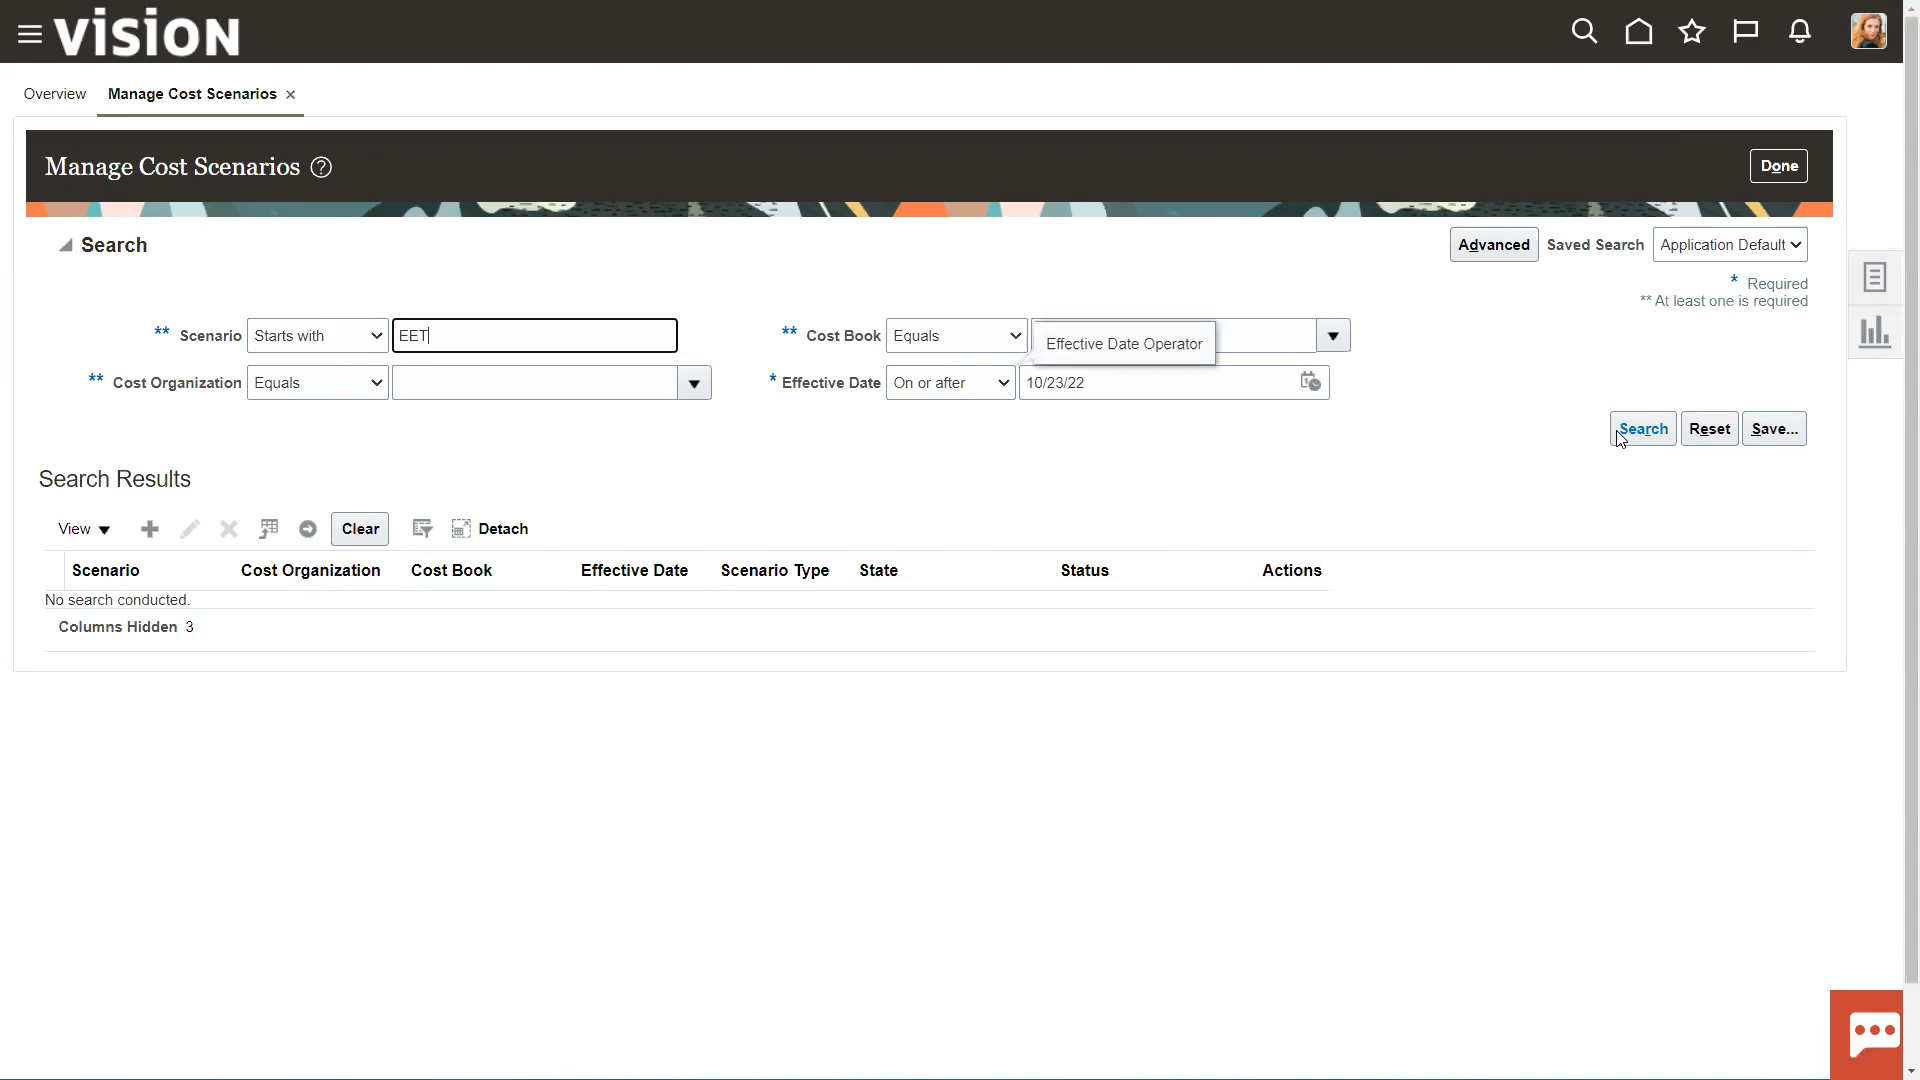 vision
Overview Manage Cost Scenarios
Manage Cost Scenarios ? Done
Search Advanced Saved Search Application Default
* Required
** At least one is required
** Scenario Starts with EET ** Cost Book Equals Effective Date Operator
** Cost Organization Equals * Effective Date On or after 10/23/22
Search Reset Save...
Search Results
View Clear Detach
Scenario Cost Organization Cost Book Effective Date Scenario Type State Status Actions
No search conducted.
Columns Hidden 3